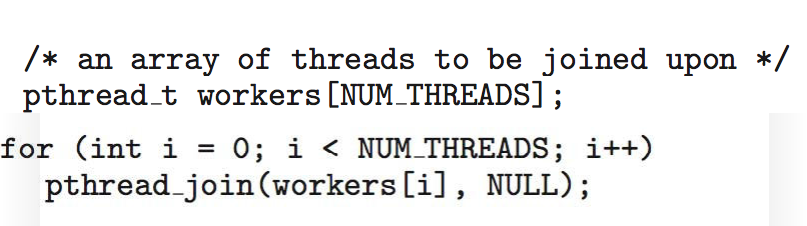 /* an array of threads to be joined upon */
pthread_t workers[NUM_THREADS];
for (int i = 0; i < NUM_THREADS; i++)
pthread_join(workers[i], NULL);